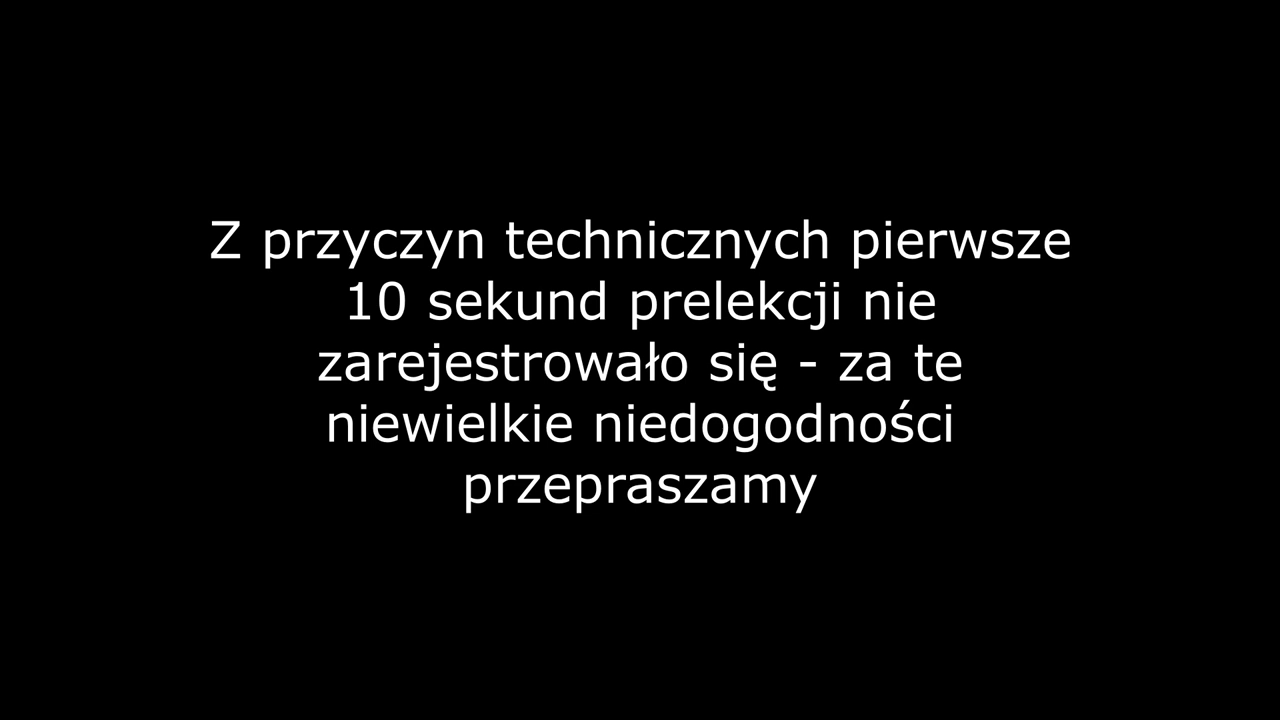 Z przyczyn technicznych pierwsze
10 sekund prelekcji nie
zarejestrowało się - za te
niewielkie niedogodności
przepraszamy